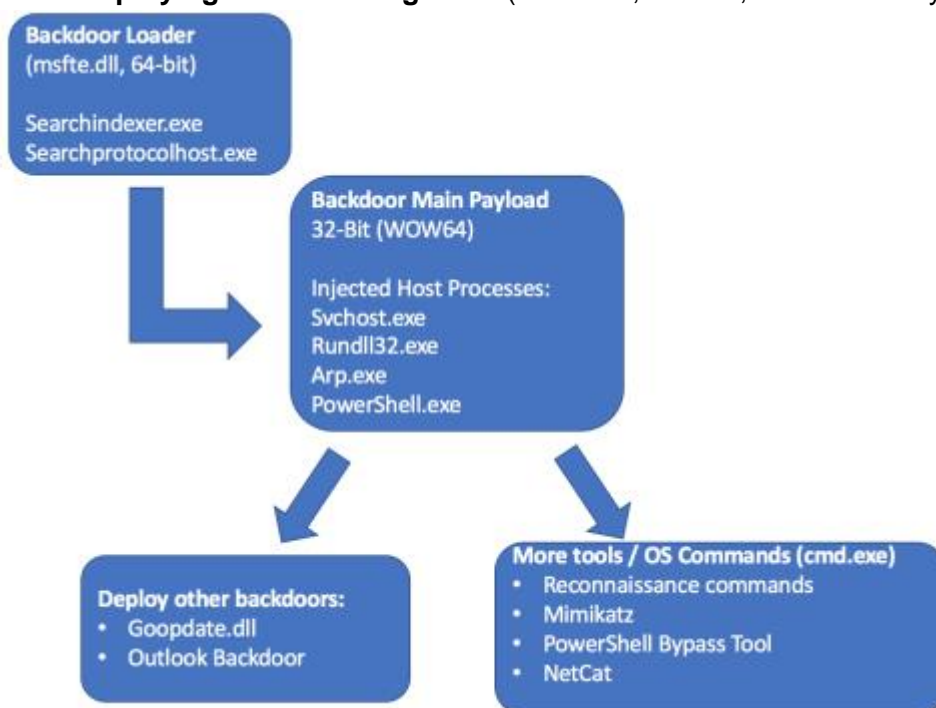 Backdoor Loader
(msfte.dll, 64-bit)
Searchindexer.exe
Searchprotocolhost.exe
Backdoor Main Payload
32-Bit (WOW64)
Injected Host Processes:
Svchost.exe
Rundll32.exe
Arp.exe
PowerShell.exe
Deploy other backdoors:
• Goopdate.dll
• Outlook Backdoor
More tools / OS Commands (cmd.exe)
• Reconnaissance commands
• Mimikatz
• PowerShell Bypass Tool
• NetCat